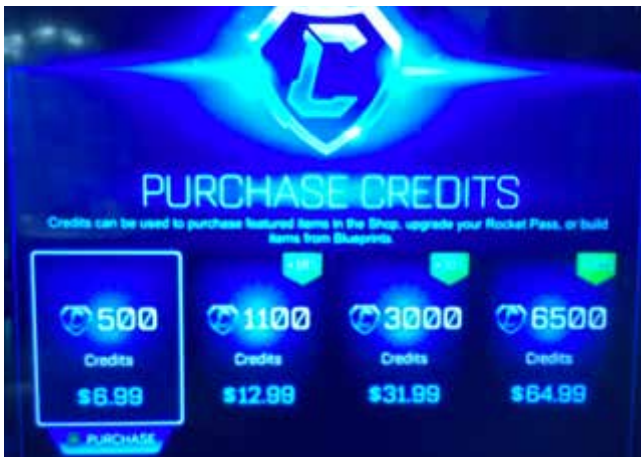 PURCHASE CREDITS
Credits can be used to purchase featured items in the Shop, upgrade your Rocket Pass, or build
items from Blueprints.
500 1100 3000 6500
Credits Credits Credits Credits
$6.99 $12.99 $31.99 $64.99
PURCHASE